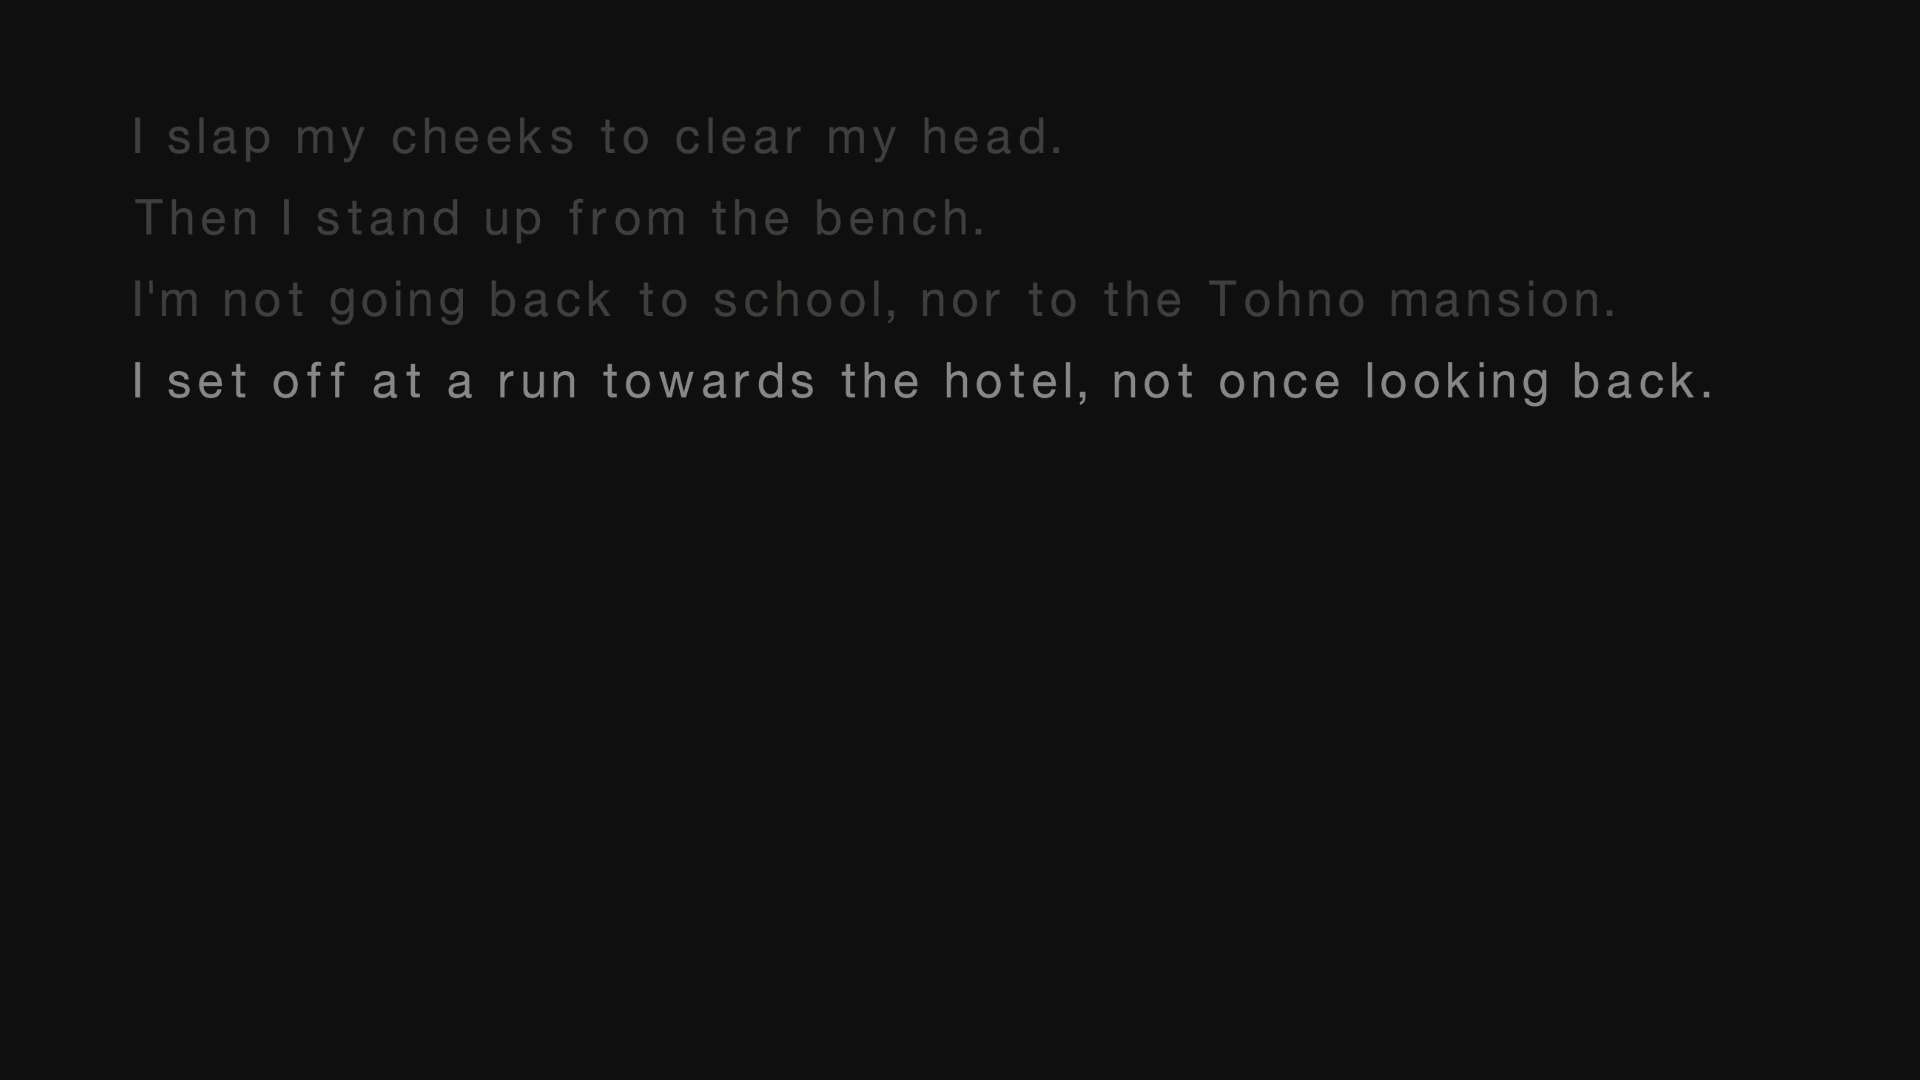 I slap my cheeks to clear my head.
Then I stand up from the bench.
I'm not going back to school, nor to the Tohno mansion.
I set off at a run towards the hotel, not once looking back.